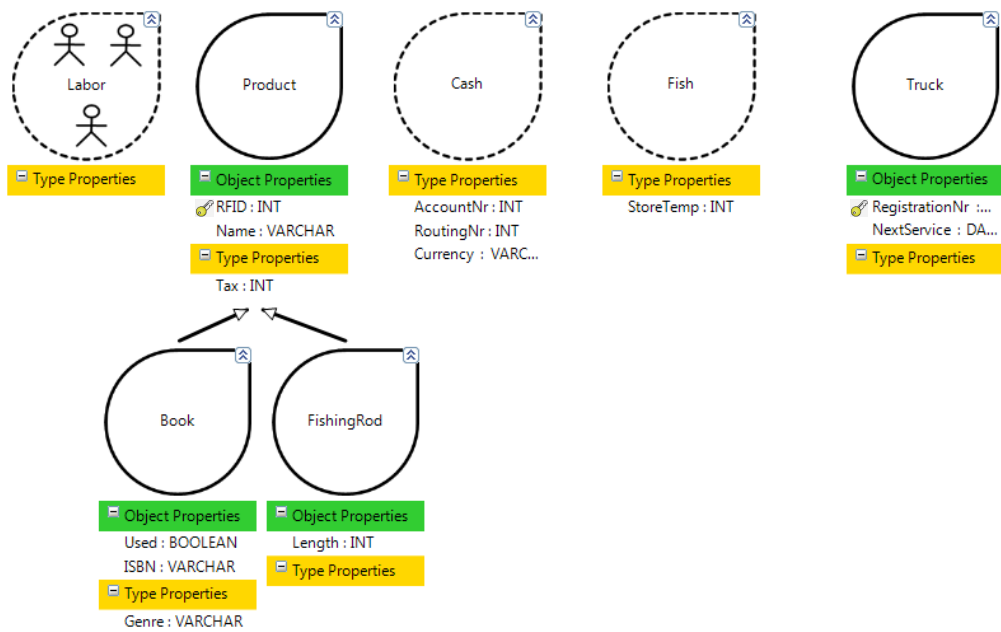 Labor
Product
Cash
Fish
Truck
Type Properties
Object Properties
RFID : INT
Name : VARCHAR
Type Properties
Tax : INT
Type Properties
AccountNr : INT
RoutingNr : INT
Currency : VARC...
Type Properties
StoreTemp : INT
Object Properties
RegistrationNr :...
NextService : DA...
Type Properties
Book
FishingRod
Object Properties
Used : BOOLEAN
ISBN : VARCHAR
Type Properties
Genre : VARCHAR
Object Properties
Length : INT
Type Properties